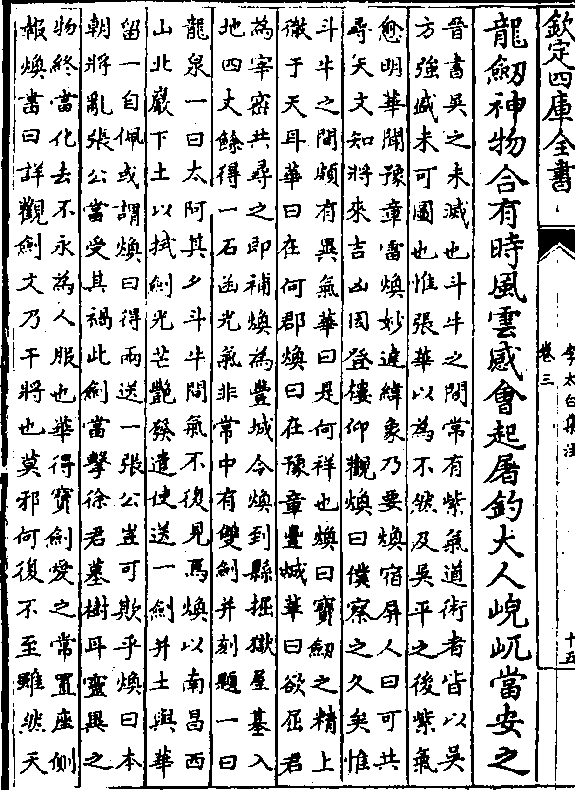 欽定四庫全書
李太白集注
卷三
十五
龍劒神物合有時風雲感會起屠釣大人𡸣屼當安之
晉書吳之未滅也斗牛之間常有紫氣道術者皆以吳
方強盛未可圖也惟張華以為不然及吳平之後紫氣
愈明華聞豫章雷煥妙達緯象乃要煥宿屏人曰可共
尋天文知將來吉凶因登樓仰觀煥曰僕察之久矣惟
斗牛之間頗有異氣華曰是何祥也煥曰寶劒之精上
徹于天耳華曰在何郡煥曰在豫章豐城華曰欲屈君
為宰密共尋之即補煥為豐城令煥到縣掘獄屋基入
地四丈餘得一石函光氣非常中有雙劍并刻題一曰
龍泉一曰太阿其夕斗牛間氣不復見焉煥以南昌西
山北巖下土以拭劍光芒艷發遣使送一劍并土與華
留一自佩或謂煥曰得兩送一張公豈可欺乎煥曰本
朝將亂張公當受其禍此劍當擊徐君墓樹耳靈異之
物終當化去不永為人服也華得寶劍愛之常置座側
報煥書曰詳觀劍文乃干將也莫邪何復不至雖然天